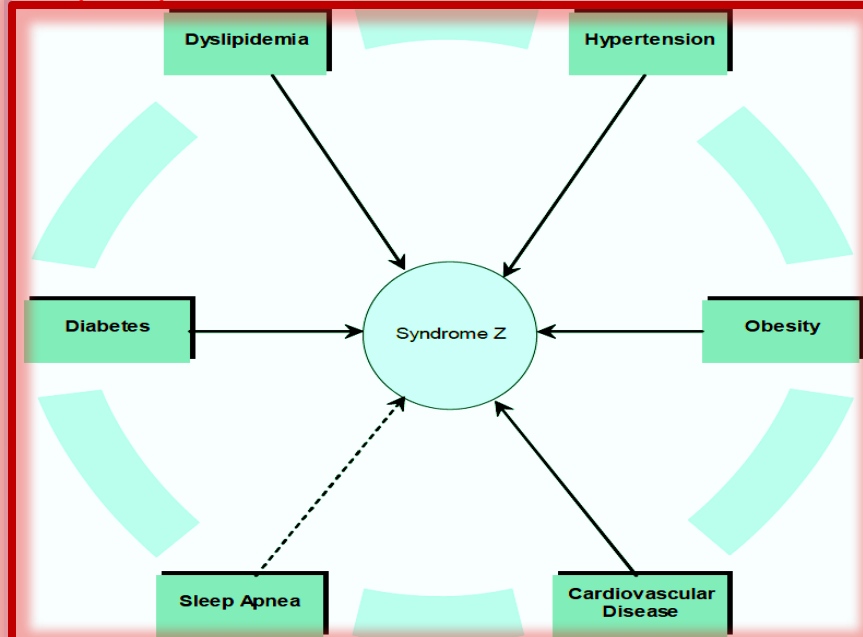 Dyslipidemia
Hypertension
Diabetes
Syndrome Z
Obesity
Sleep Apnea
Cardiovascular
Disease